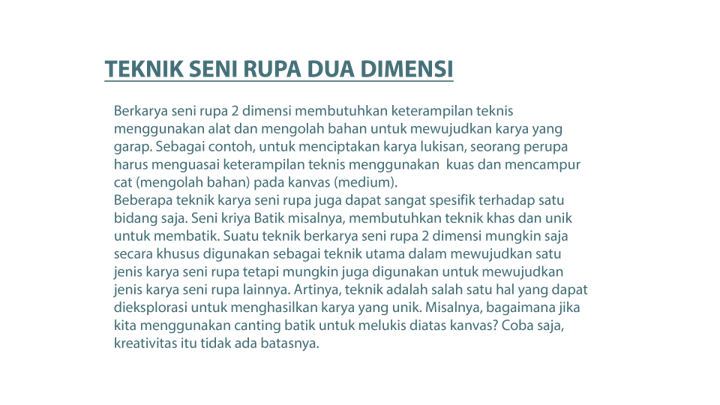 TEKNIK SENI RUPA DUA DIMENSI
Berkarya seni rupa 2 dimensi membutuhkan keterampilan teknis
menggunakan alat dan mengolah bahan untuk mewujudkan karya yang
garap. Sebagai contoh, untuk menciptakan karya lukisan, seorang perupa
harus menguasai keterampilan teknis menggunakan  kuas dan mencampur
cat (mengolah bahan) pada kanvas (medium).
Beberapa teknik karya seni rupa juga dapat sangat spesifik terhadap satu
bidang saja. Seni kriya Batik misalnya, membutuhkan teknik khas dan unik
untuk membatik. Suatu teknik berkarya seni rupa 2 dimensi mungkin saja
secara khusus digunakan sebagai teknik utama dalam mewujudkan satu
jenis karya seni rupa tetapi mungkin juga digunakan untuk mewujudkan
jenis karya seni rupa lainnya. Artinya, teknik adalah salah satu hal yang dapat
dieksplorasi untuk menghasilkan karya yang unik. Misalnya, bagaimana jika
kita menggunakan canting batik untuk melukis diatas kanvas? Coba saja,
kreativitas itu tidak ada batasnya.